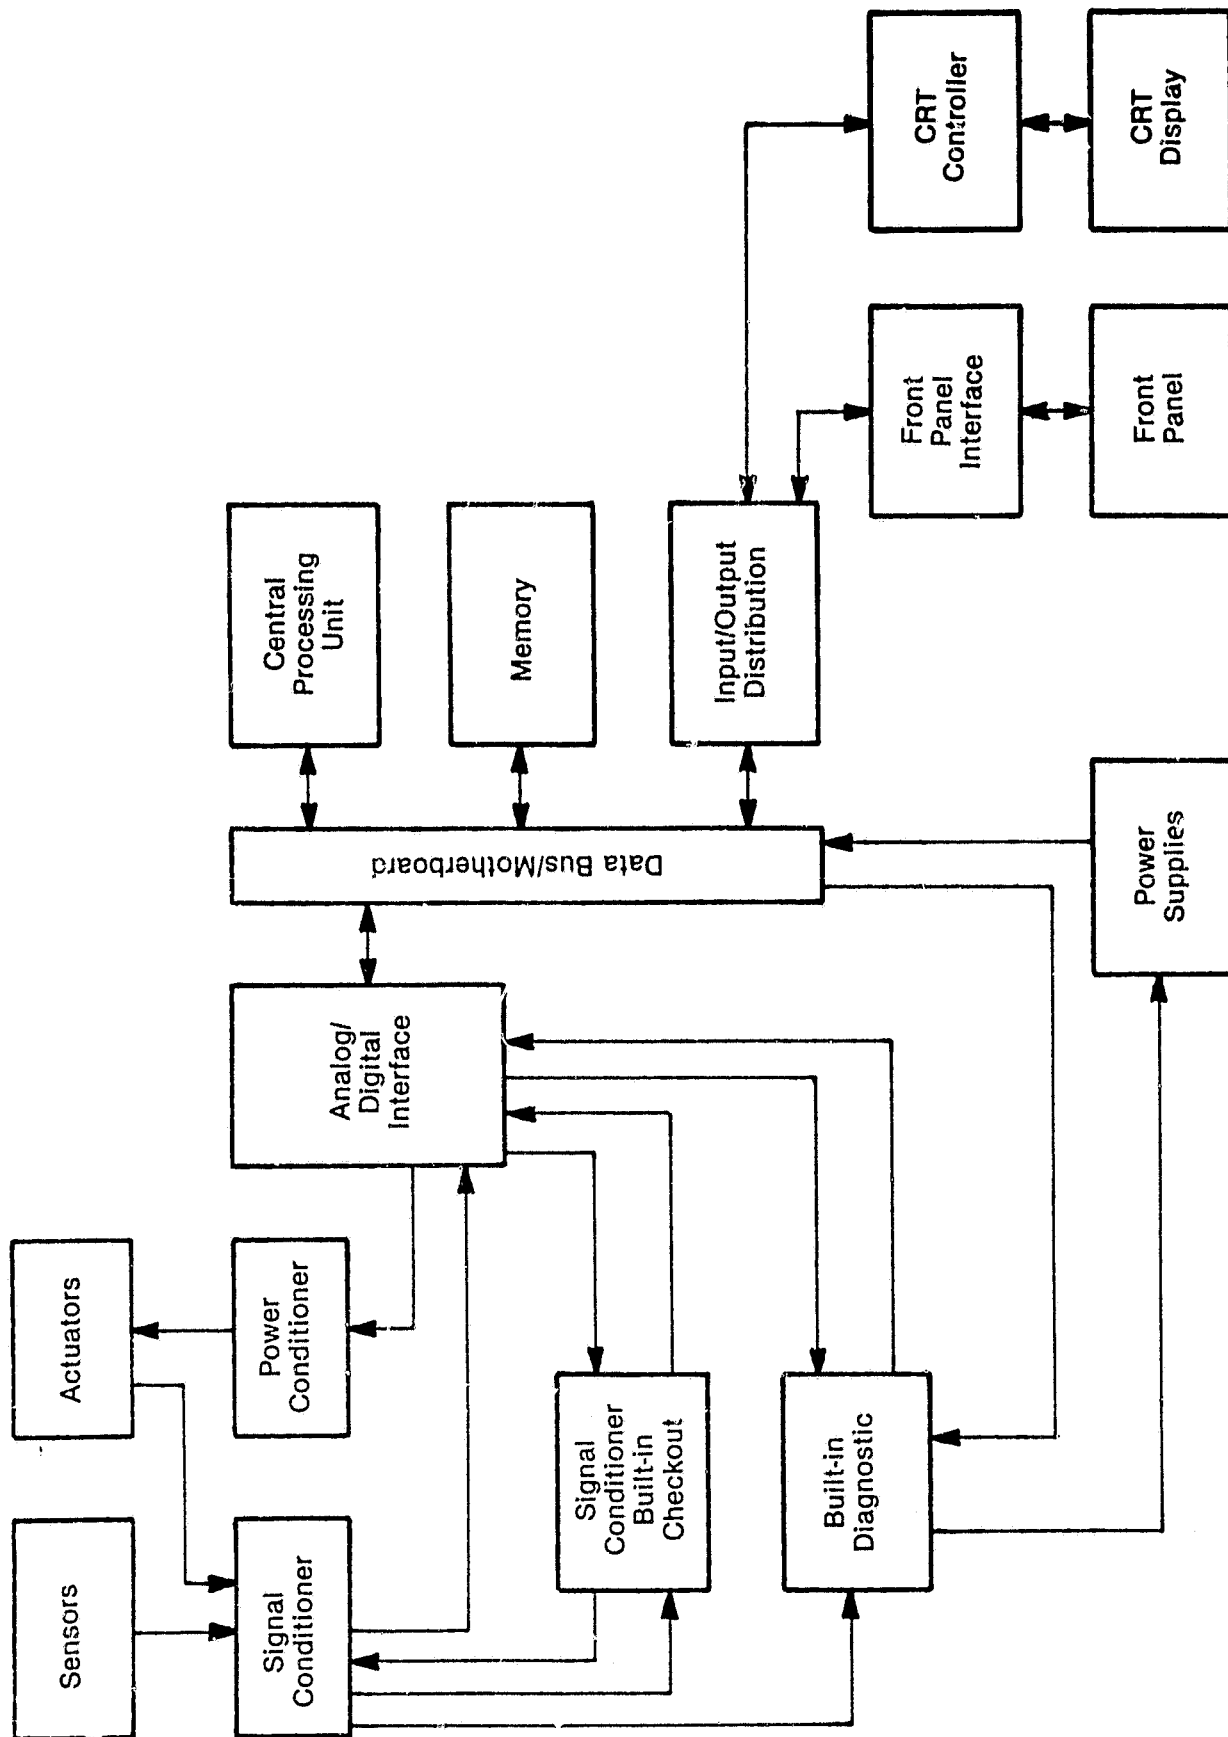 Sensors
Actuators
Signal
Conditioner
Power
Conditioner
Signal
Conditioner
Built-in
Checkout
Built-in
Diagnostic
Analog/
Digital
Interface
Data Bus/Motherboard
Central
Processing
Unit
Memory
Input/Output
Distribution
Power
Supplies
Front
Panel
Interface
Front
Panel
CRT
Controller
CRT
Display